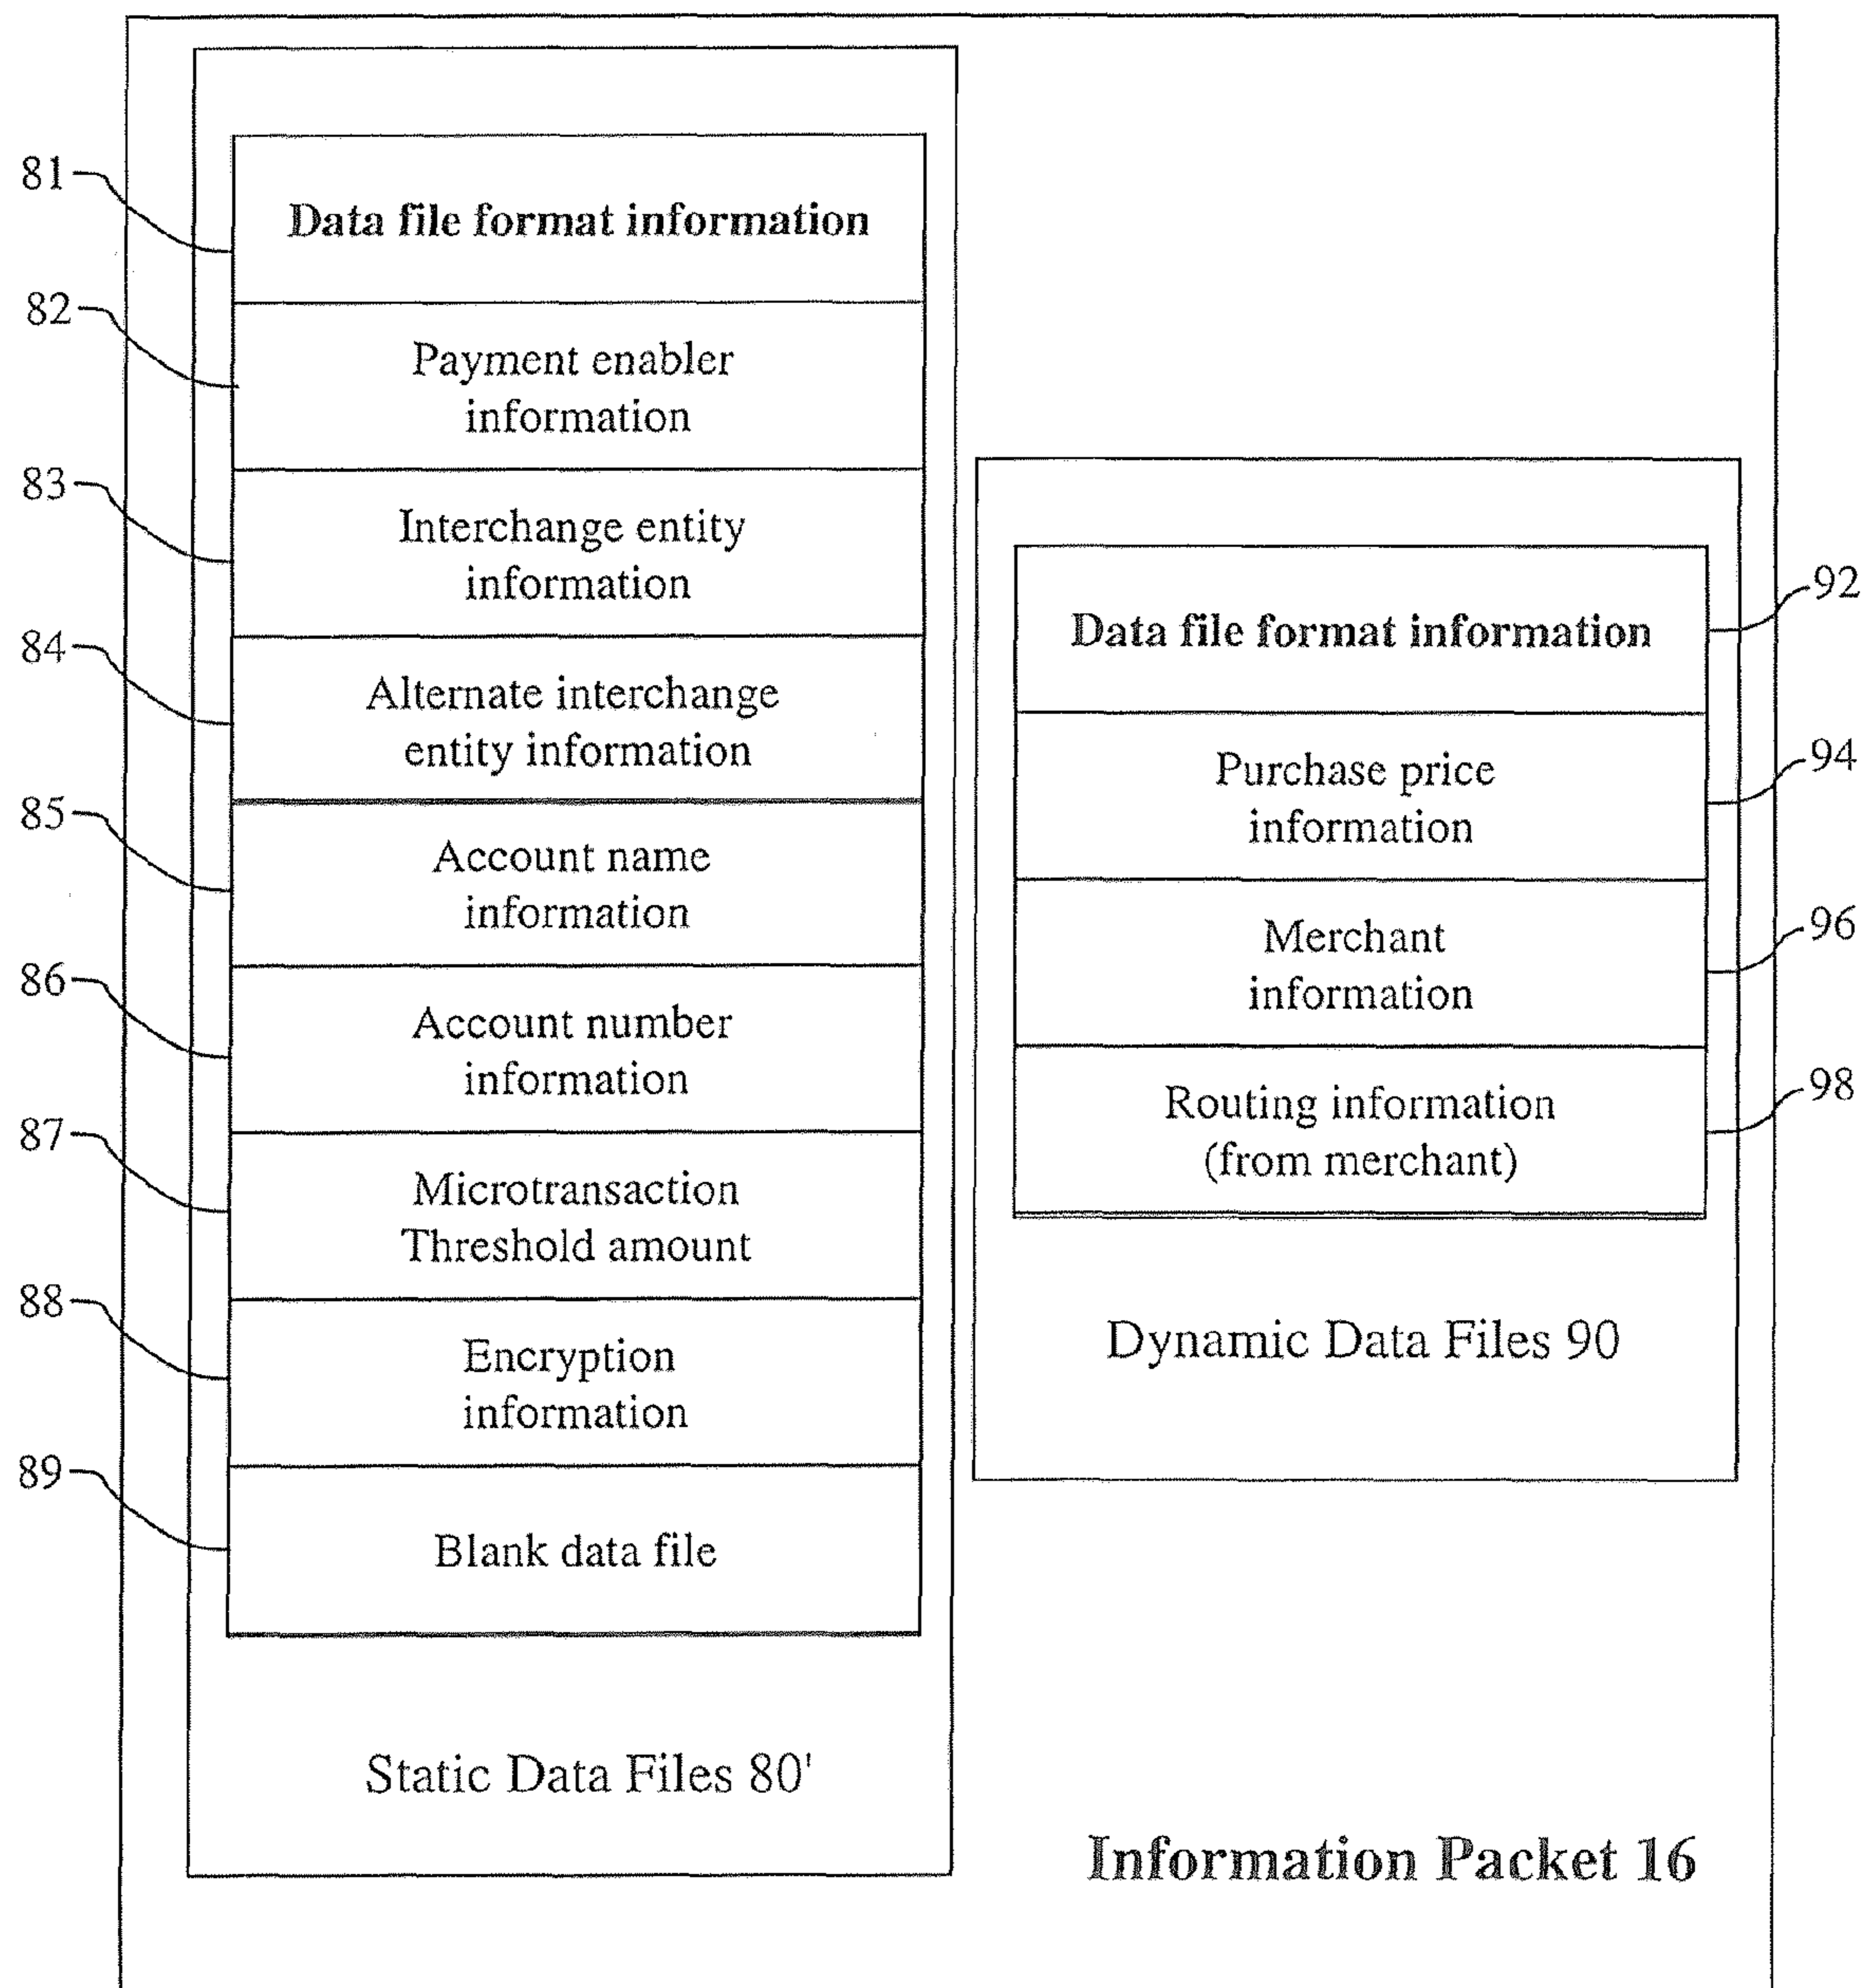 81
Data file format information
82
Payment enabler
information
83
Interchange entity
information
84
Alternate interchange
entity information
85
Account name
information
86
Account number
information
87
Microtransaction
Threshold amount
88
Encryption
information
89
Blank data file
Static Data Files 80'
92
Data file format information
94
Purchase price
information
96
Merchant
information
98
Routing information
(from merchant)
Dynamic Data Files 90
Information Packet 16